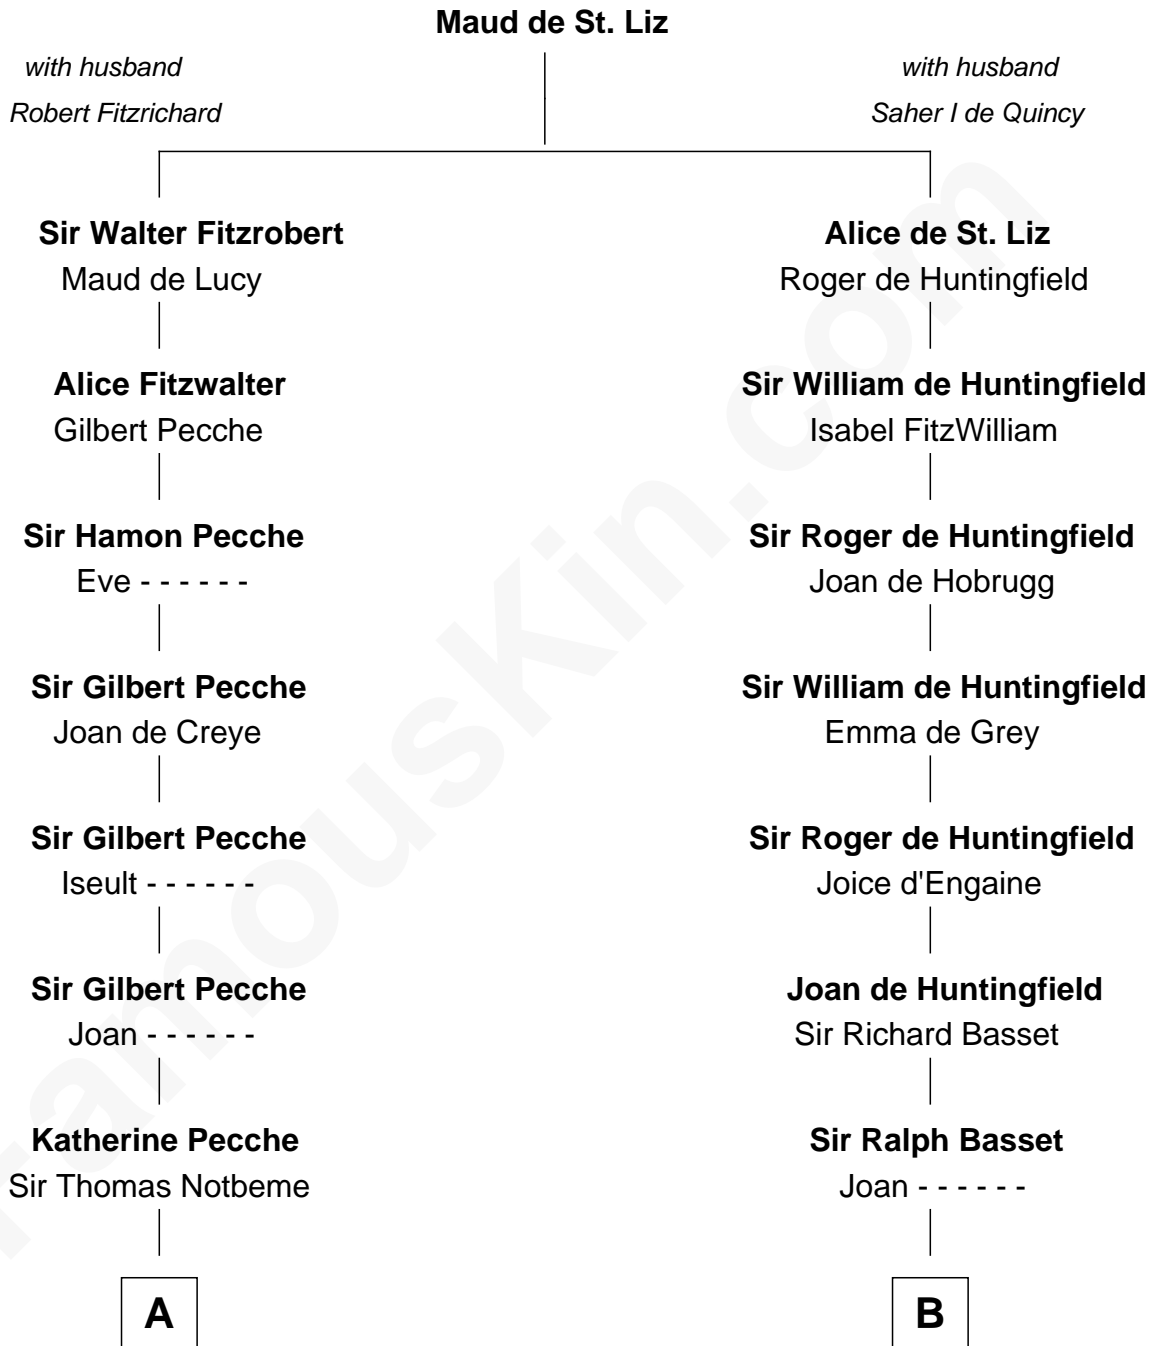 Maud de St. Liz
with husband
Robert Fitzrichard
with husband
Saher I de Quincy
Sir Walter Fitzrobert
Maud de Lucy
Alice de St. Liz
Roger de Huntingfield
Alice Fitzwalter
Gilbert Pecche
Sir William de Huntingfield
Isabel FitzWilliam
Sir Hamon Pecche
Eve - - - - - -
Sir Roger de Huntingfield
Joan de Hobrugg
Sir Gilbert Pecche
Joan de Creye
Sir William de Huntingfield
Emma de Grey
Sir Gilbert Pecche
Iseult - - - - - -
Sir Roger de Huntingfield
Joice d'Engaine
Sir Gilbert Pecche
Joan - - - - - -
Joan de Huntingfield
Sir Richard Basset
Katherine Pecche
Sir Thomas Notbeme
Sir Ralph Basset
Joan - - - - - -
A
B
famouskin.com